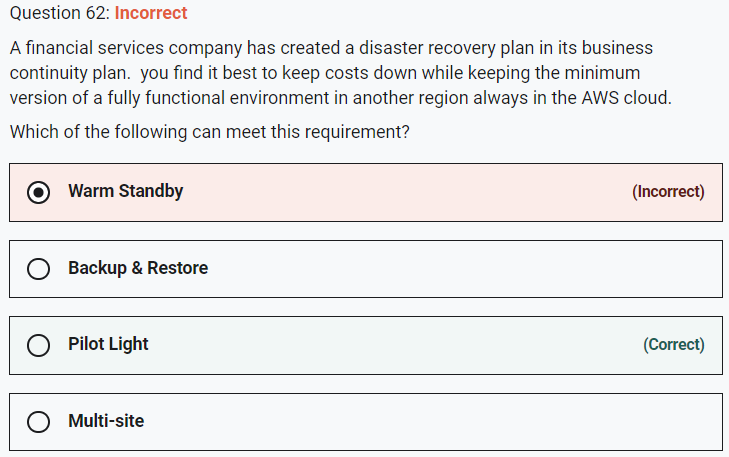 Question 62: Incorrect
A financial services company has created a disaster recovery plan in its business
continuity plan.  you find it best to keep costs down while keeping the minimum
version of a fully functional environment in another region always in the AWS cloud.
Which of the following can meet this requirement?
Warm Standby (Incorrect)
Backup & Restore
Pilot Light (Correct)
Multi-site